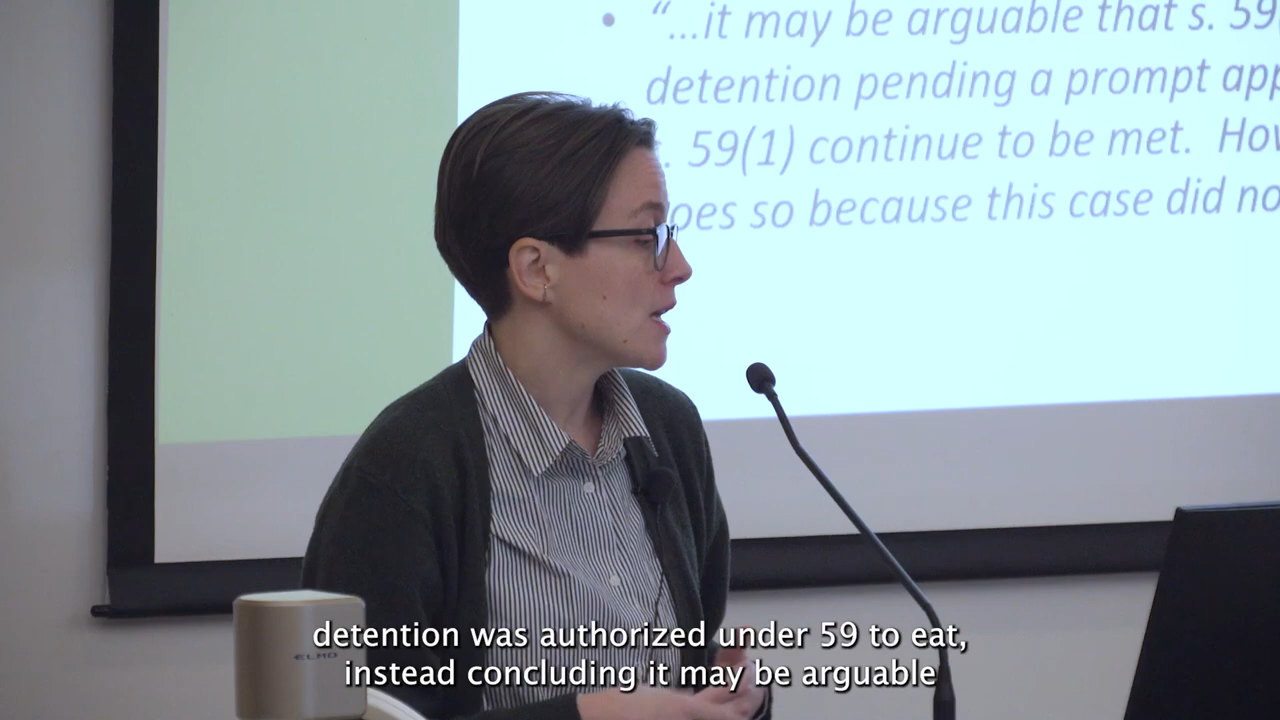 • “...it may be arguable that s. 59
detention pending a prompt app
. 59(1) continue to be met. How
oes so because this case did no
ELMO
detention was authorized under 59 to eat,
instead concluding it may be arguable